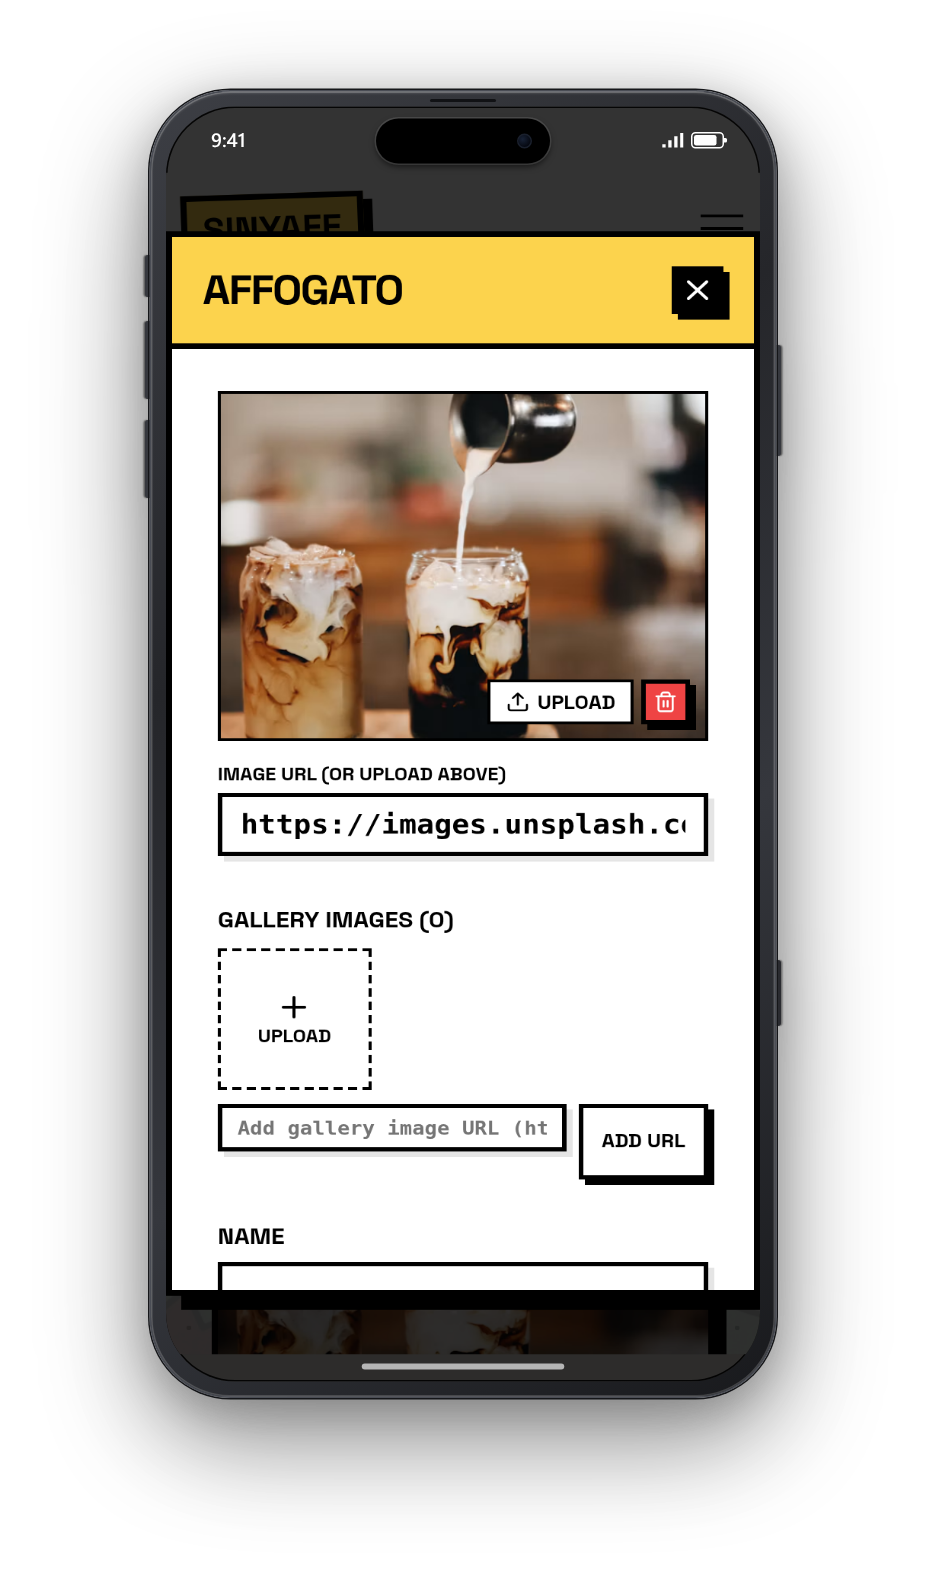 9:41
SINYAFE
AFFOGATO
UPLOAD
IMAGE URL (OR UPLOAD ABOVE)
https://images.unsplash.c
GALLERY IMAGES (0)
UPLOAD
Add gallery image URL (ht
ADD URL
NAME